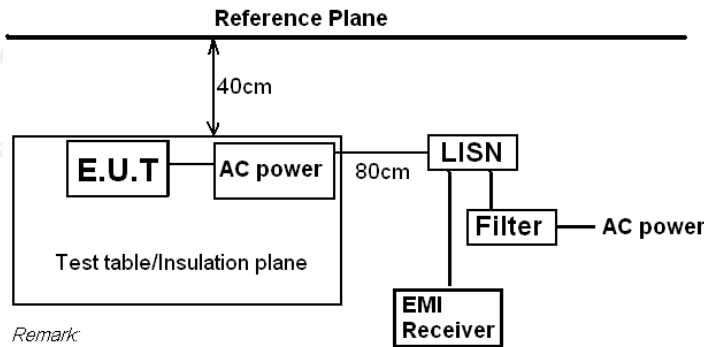 Reference Plane
40cm
E.U.T
AC power
80cm
LISN
Filter
AC power
Test table/Insulation plane
EMI
Receiver
Remark: